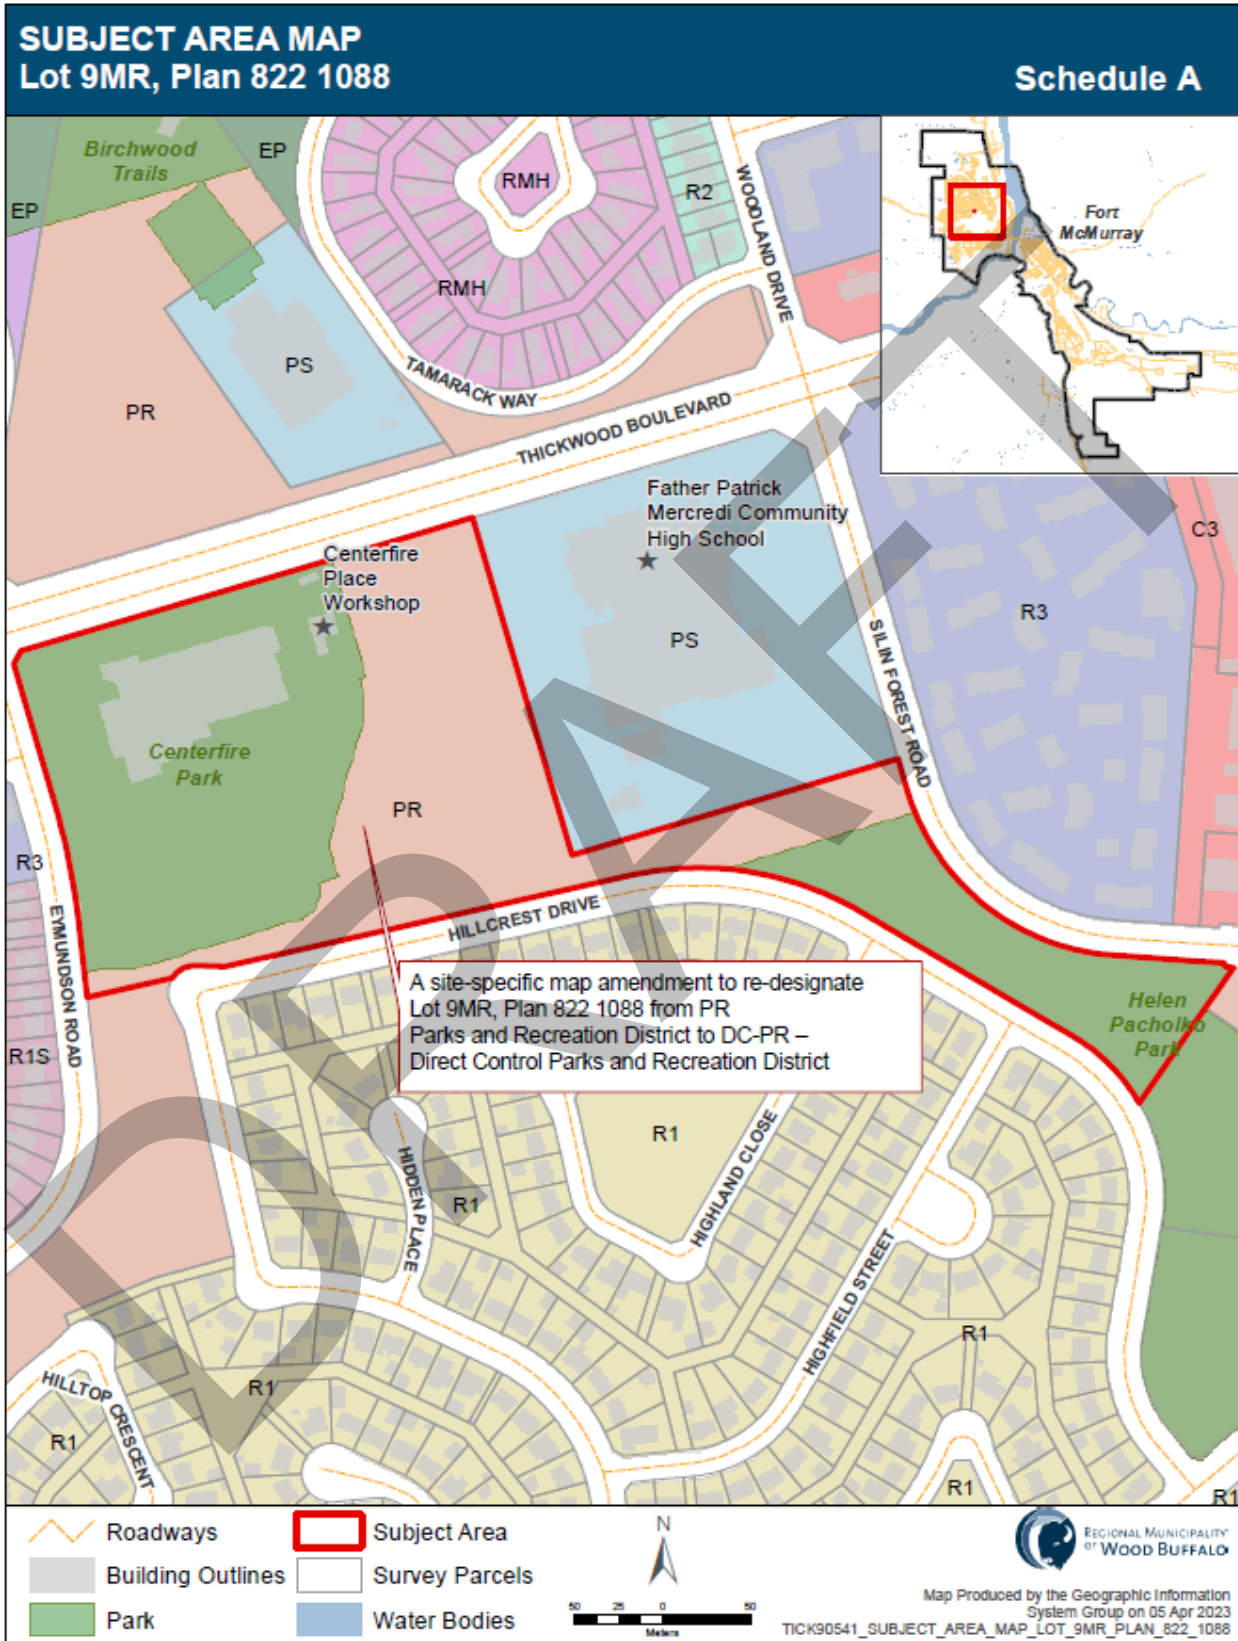 SUBJECT AREA MAP
Lot 9MR, Plan 822 1088
Schedule A
Birchwood
Trails
EP
EP
RMH
R2
WOODLAND DRIVE
Fort
McMurray
RMH
PS
TAMARACK WAY
PR
THICKWOOD BOULEVARD
Father Patrick
Mercredi Community
High School
C3
Centerfire
Place
Workshop
R3
PS
SILIN FOREST ROAD
Centerfire
Park
PR
R3
EYMUNDSON ROAD
HILLCREST DRIVE
A site-specific map amendment to re-designate
Lot 9MR, Plan 822 1088 from PR
Parks and Recreation District to DC-PR –
Direct Control Parks and Recreation District
Helen
Pacholko
Park
R1S
R1
HIDDEN PLACE
R1
HIGHLAND CLOSE
HIGHFIELD STREET
R1
R1
HILLTOP CRESCENT
R1
R1
R1
DRAFT
Roadways
Subject Area
Building Outlines
Survey Parcels
Park
Water Bodies
N
50 25 0 50
Meters
REGIONAL MUNICIPALITY
OF WOOD BUFFALO
Map Produced by the Geographic Information
System Group on 05 Apr 2023
TICK90541_SUBJECT_AREA_MAP_LOT_9MR_PLAN_822_1088